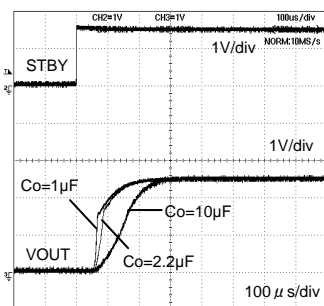 CH2=1V CH3=1V 100us/div
NORM:10MS/s
1V/div
STBY
1V/div
Co=1µF
Co=10µF
VOUT
Co=2.2µF
100µs/div